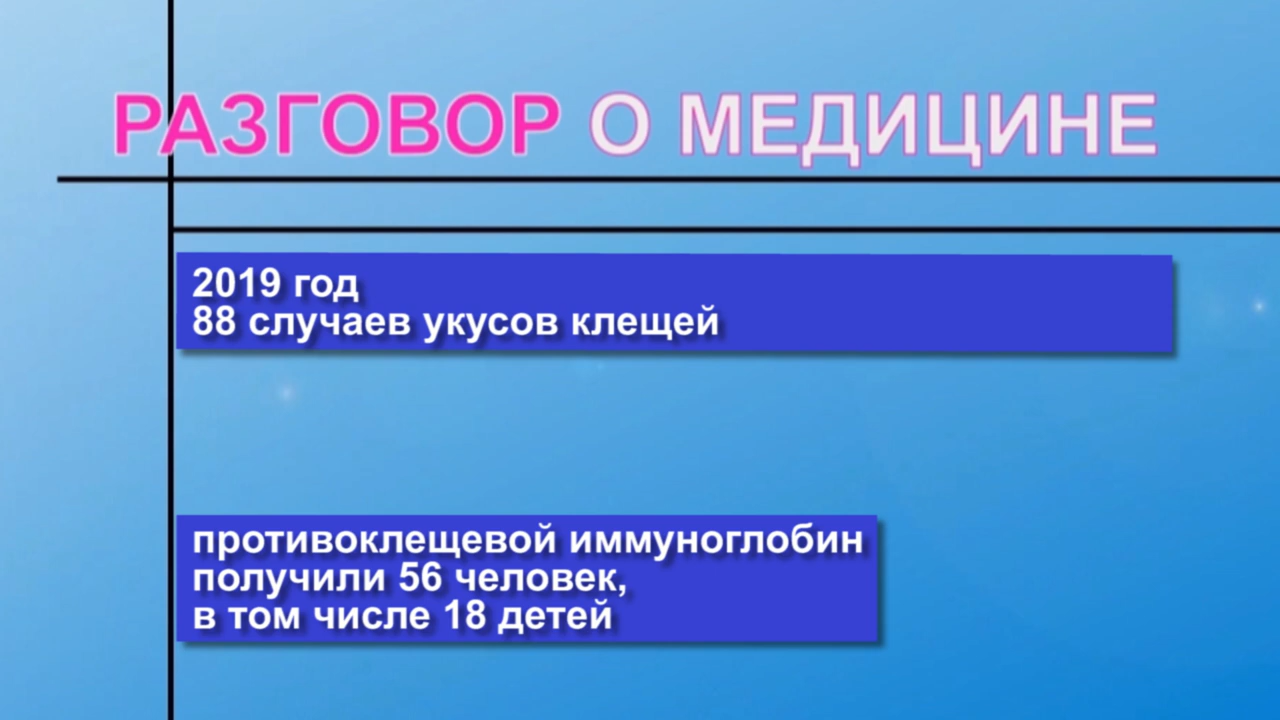 РАЗГОВОР О МЕДИЦИНЕ
2019 год
88 случаев укусов клещей
противоклещевой иммуноглобин
получили 56 человек,
в том числе 18 детей